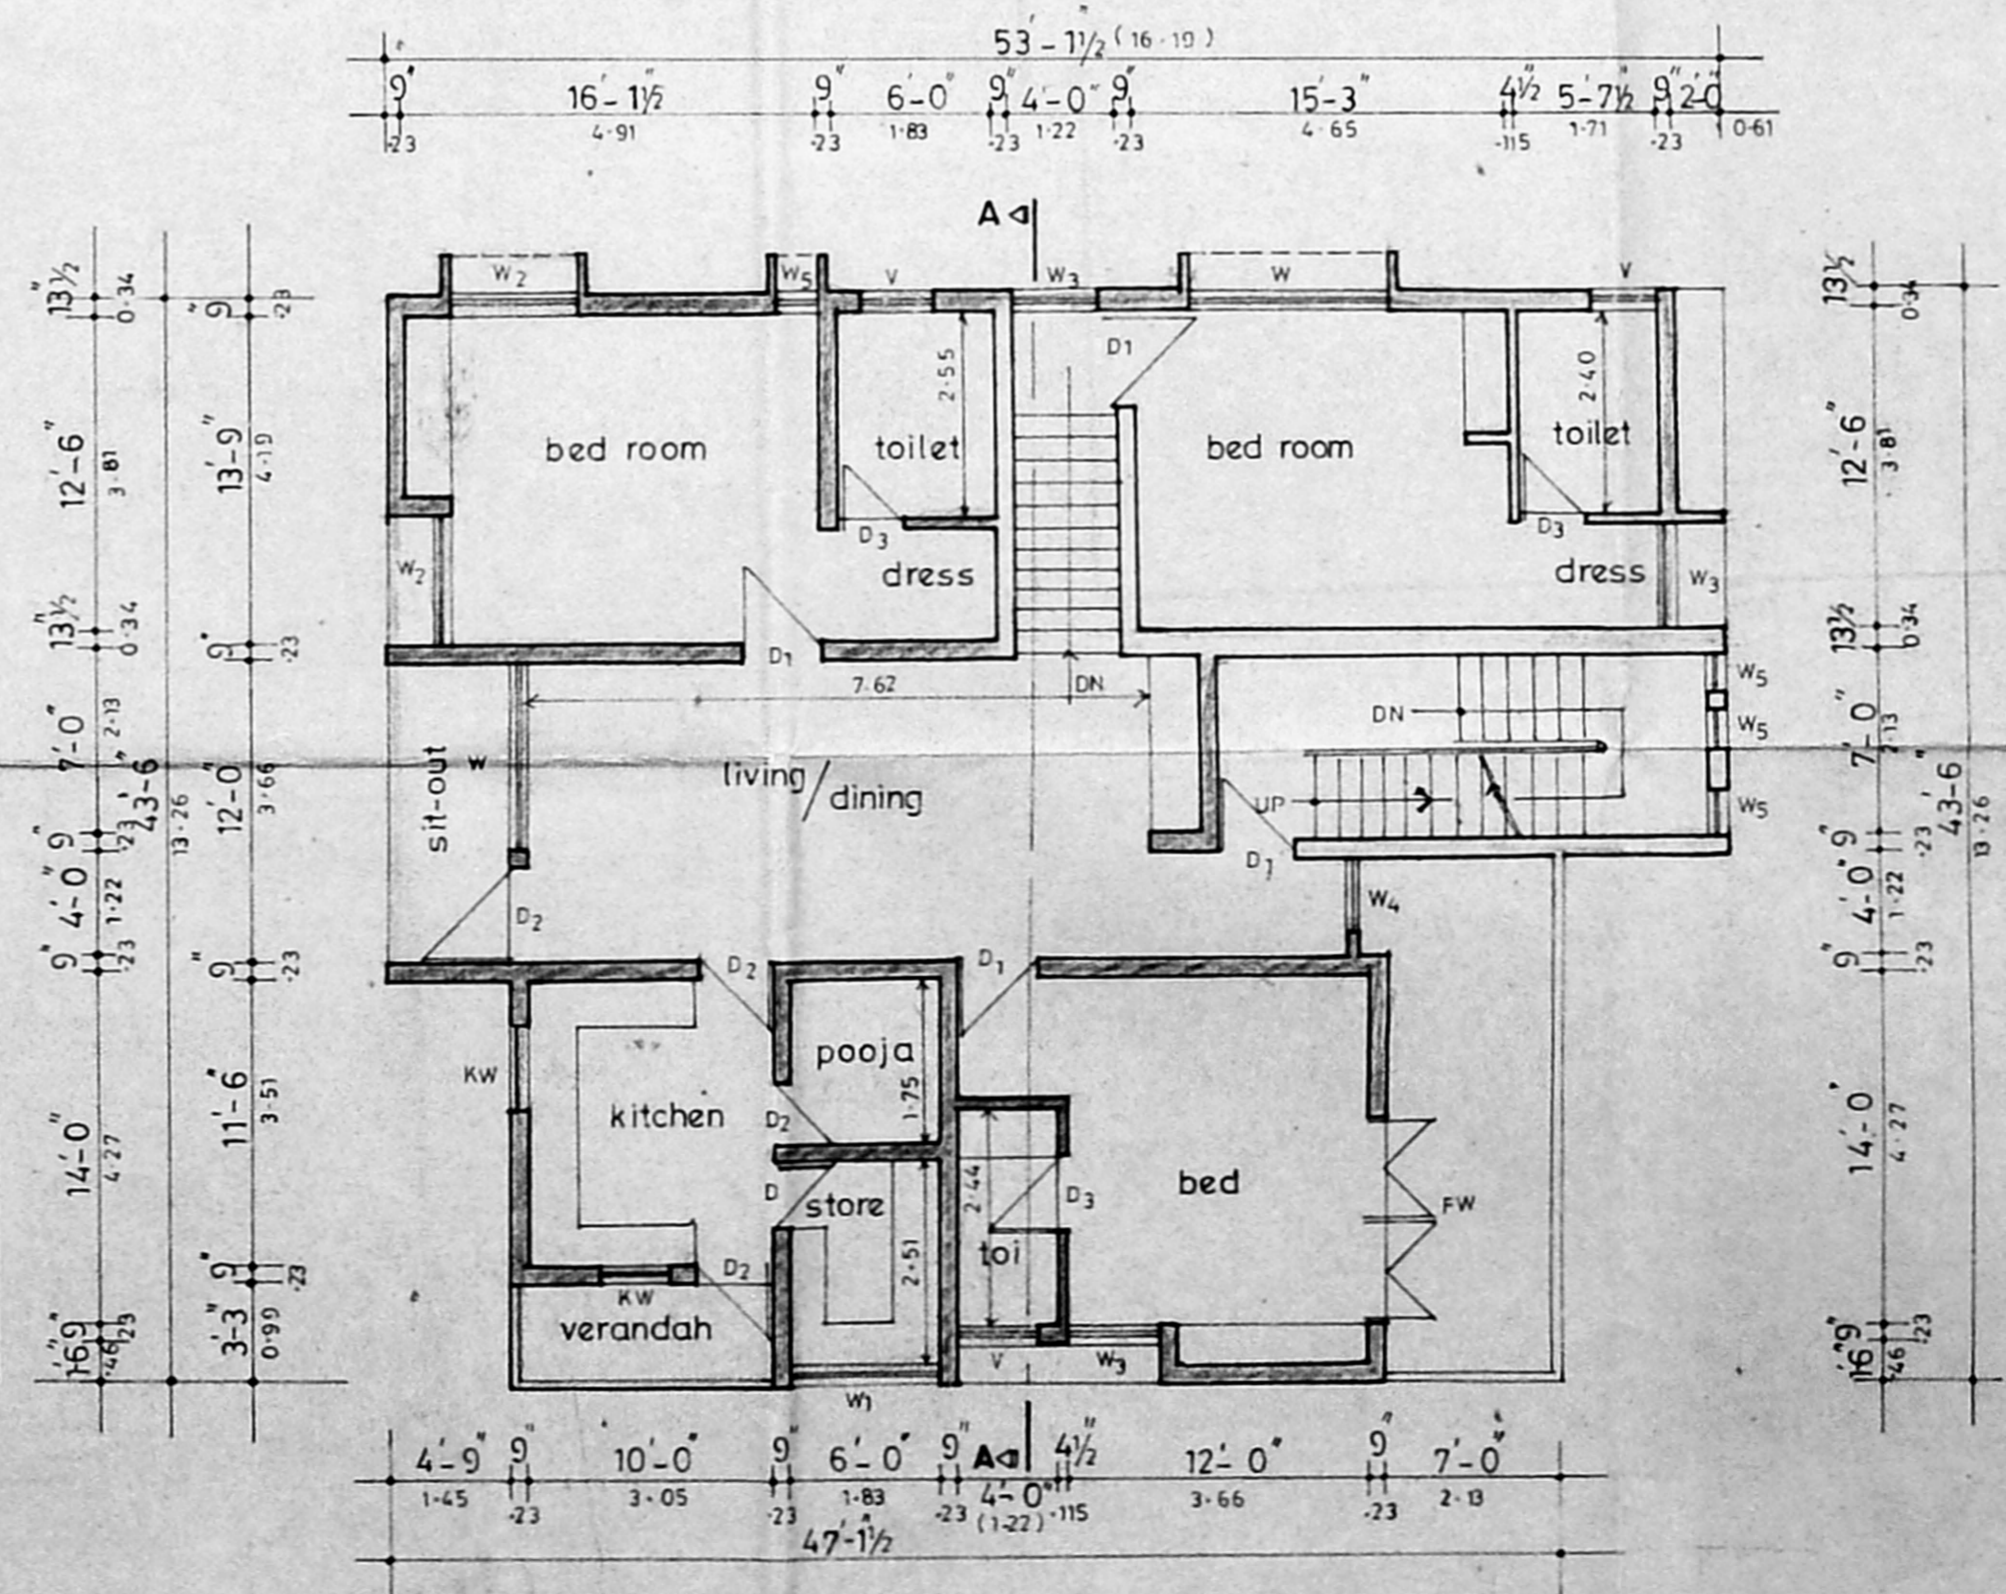 53'-1½" (16·19)
9" 16'-1½" 9" 6'-0" 9" 4'-0" 9" 15'-3" 4½" 5'-7½" 9" 2'-0"
·23 4·91 ·23 1·83 ·23 1·22 ·23 4·65 ·115 1·71 ·23 0·61
A
W2 W5 V W3 W V
13½" 0·34 9" ·23
13½" 0·34
D1
2·55 2·40
bed room toilet bed room toilet
12'-6" 3·81 13'-9" 4·19
12'-6" 3·81
D3 D3
W2 dress dress W3
13½" 0·34 9" ·23
13½" 0·34
D1
7·62 DN
DN
W5
W5
W5
7'-0" 2·13 43'-6" 13·26 12'-0" 3·66
7'-0" 2·13 43'-6" 13·26
sit-out W living/dining
UP
D1
9" ·23
9" ·23
4'-0" 1·22
4'-0" 1·22
D2 W4
9" ·23 9" ·23
9" ·23
D2 D1
pooja
KW kitchen 1·75
D2
14'-0" 4·27 11'-6" 3·51
14'-0" 4·27
bed
D store 2·44 D3 FW
toi
2·51
D2
9" ·23
KW
verandah
V W3
3'-3" 0·99
9" ·23
1'-6" ·46
9" ·23
1'-6" ·46
W1
4'-9" 9" 10'-0" 9" 6'-0" 9" A 4½" 12'-0" 9" 7'-0"
1·45 ·23 3·05 ·23 1·83 ·23 4'-0" (1·22) ·115 3·66 ·23 2·13
47'-1½"